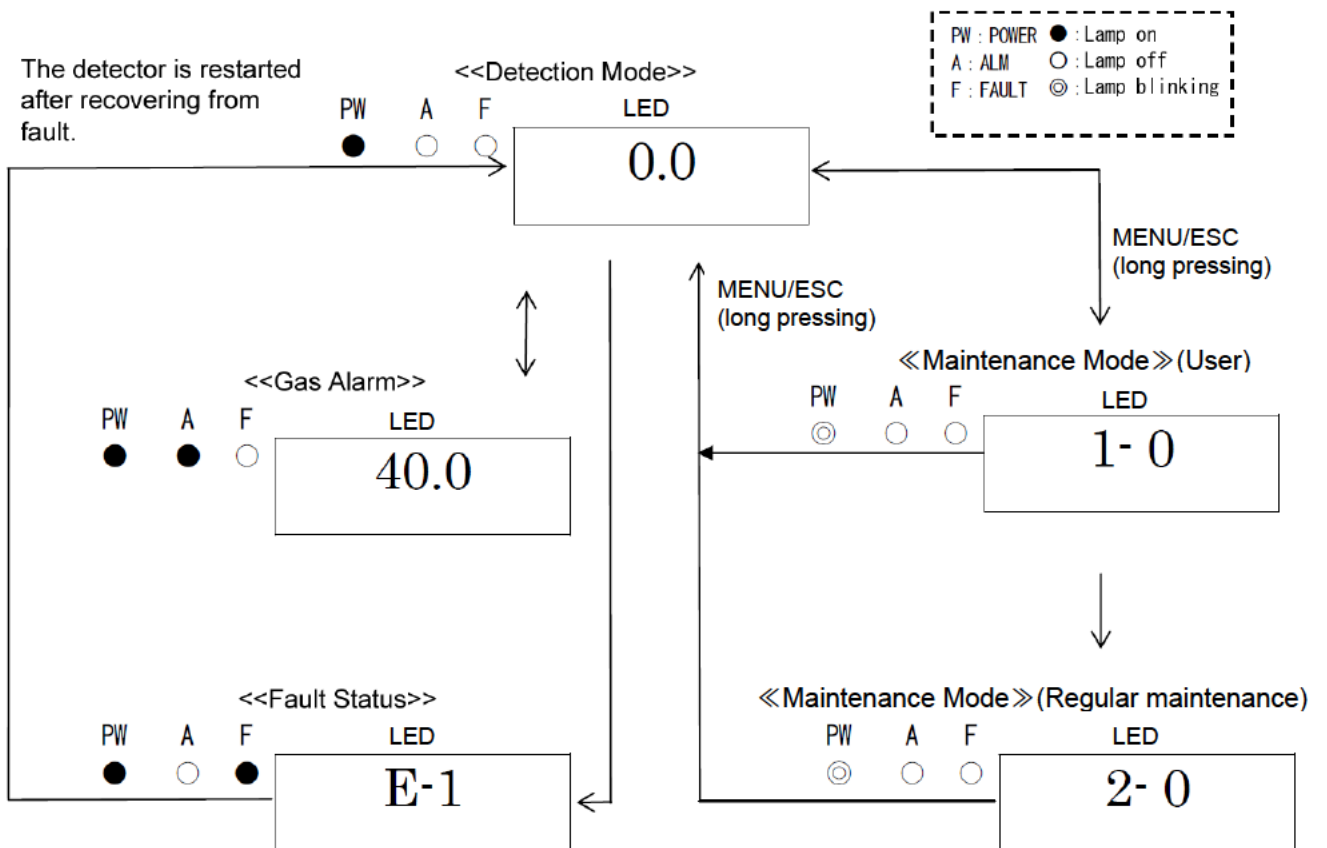 PW : POWER ● : Lamp on
A : ALM ○ : Lamp off
F : FAULT ◎ : Lamp blinking
The detector is restarted
after recovering from
fault.
<<Detection Mode>>
PW A F LED
● ○ ○ 0.0
MENU/ESC
(long pressing)
MENU/ESC
(long pressing)
<<Gas Alarm>>
PW A F LED
● ● ○ 40.0
≪Maintenance Mode≫(User)
PW A F LED
◎ ○ ○ 1- 0
<<Fault Status>>
PW A F LED
● ○ ● E-1
≪Maintenance Mode≫(Regular maintenance)
PW A F LED
◎ ○ ○ 2- 0